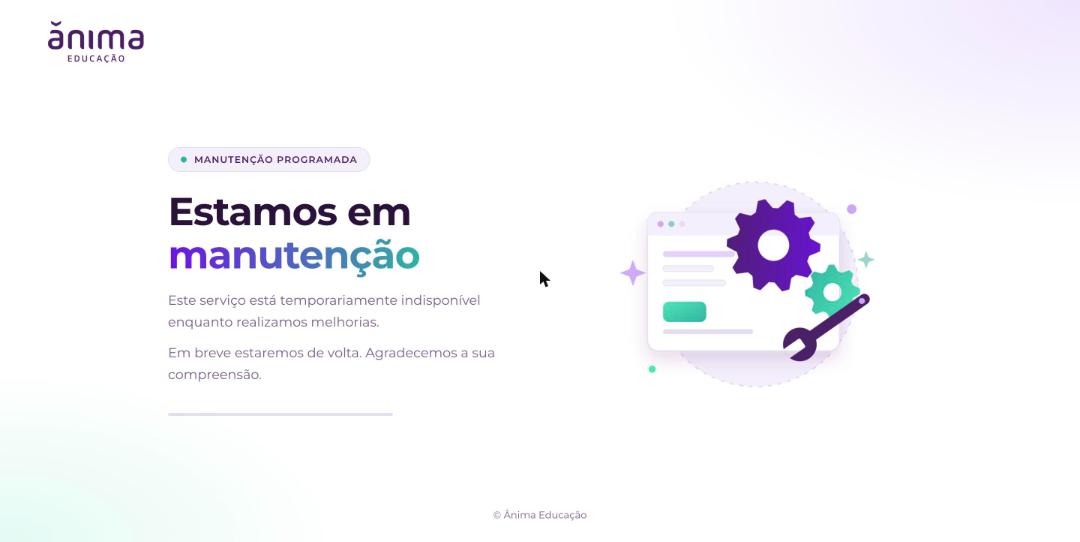 ănıma
EDUCAÇÃO
MANUTENÇÃO PROGRAMADA
Estamos em
manutenção
Este serviço está temporariamente indisponível
enquanto realizamos melhorias.
Em breve estaremos de volta. Agradecemos a sua
compreensão.
© Ânima Educação